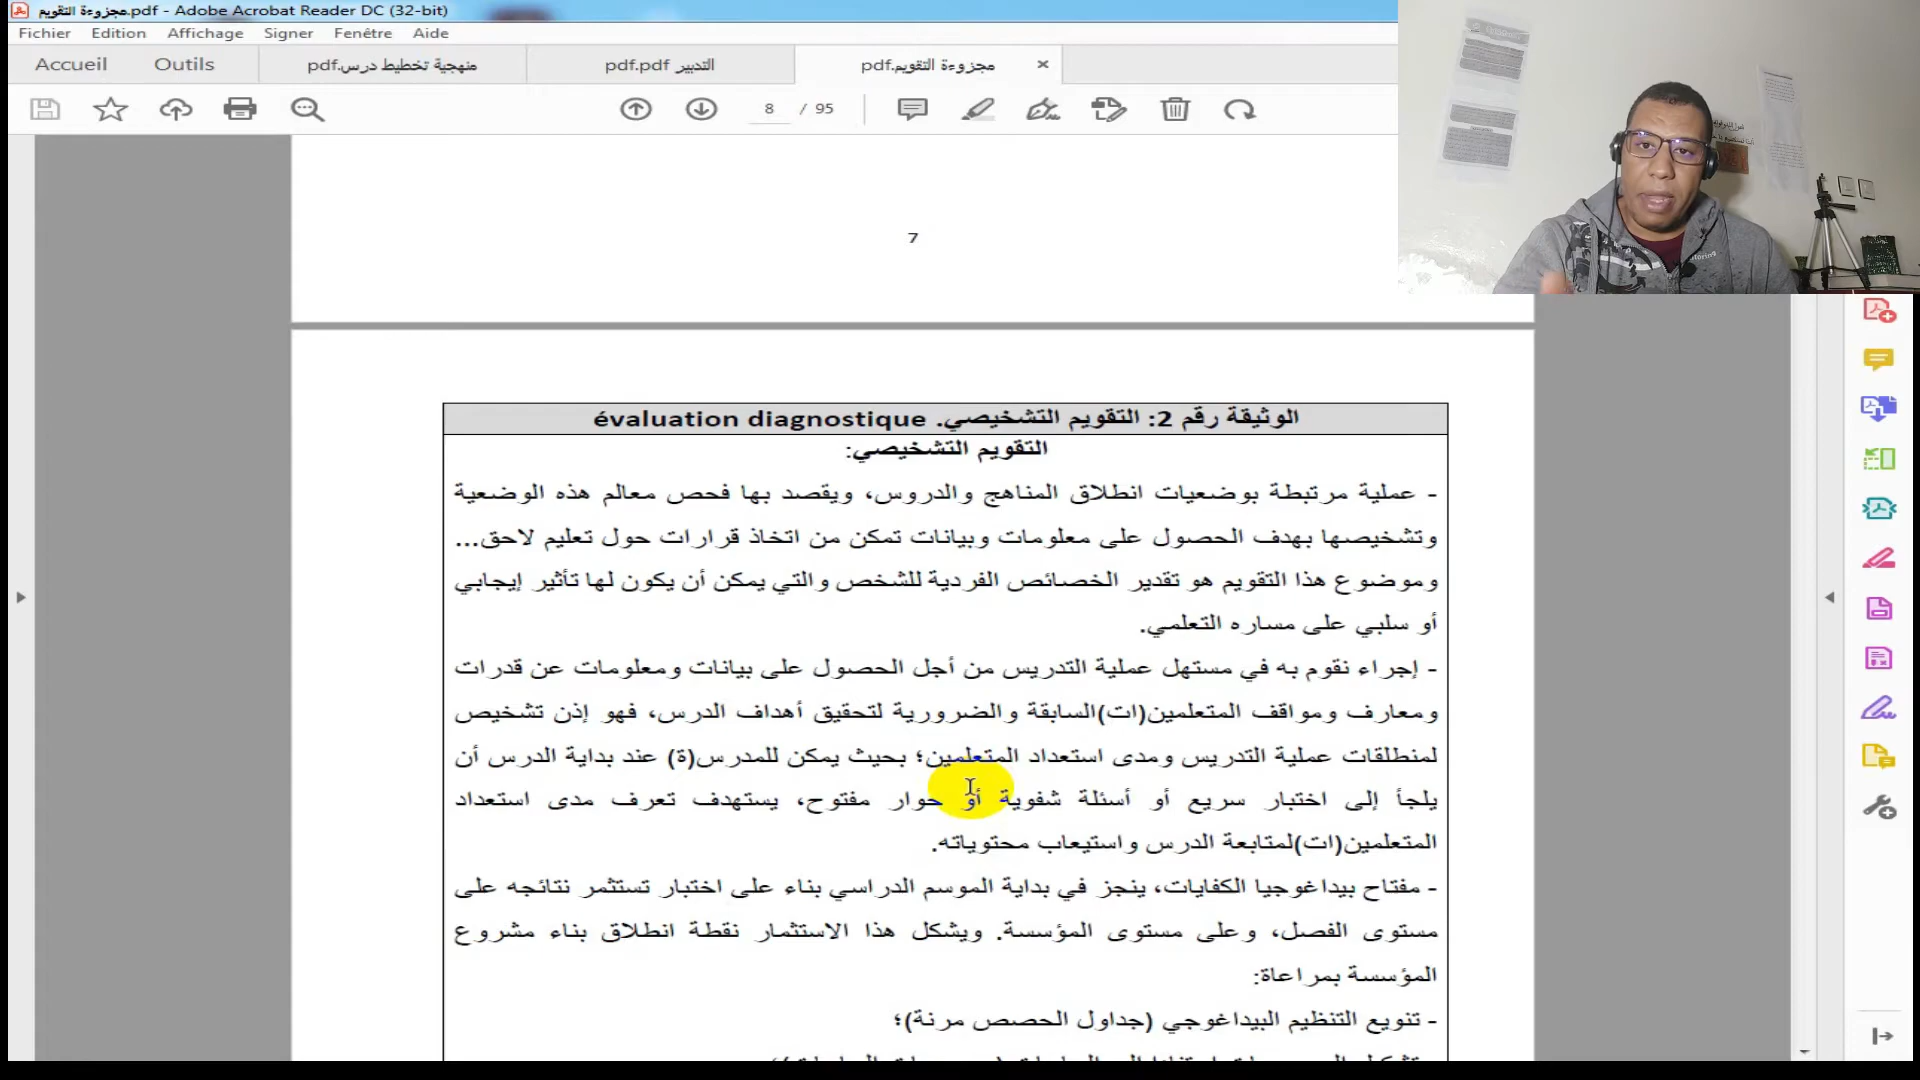 مجزوءة التقويم.pdf - Adobe Acrobat Reader DC (32-bit)
Fichier Edition Affichage Signer Fenêtre Aide
Accueil Outils منهجية تخطيط درس.pdf التدبير pdf.pdf مجزوءة التقويم.pdf ×
8 / 95
7
الوثيقة رقم 2: التقويم التشخيصي. évaluation diagnostique
التقويم التشخيصي:
- عملية مرتبطة بوضعيات انطلاق المناهج والدروس، ويقصد بها فحص معالم هذه الوضعية
وتشخيصها بهدف الحصول على معلومات وبيانات تمكن من اتخاذ قرارات حول تعليم لاحق...
وموضوع هذا التقويم هو تقدير الخصائص الفردية للشخص والتي يمكن أن يكون لها تأثير إيجابي
أو سلبي على مساره التعلمي.
- إجراء نقوم به في مستهل عملية التدريس من أجل الحصول على بيانات ومعلومات عن قدرات
ومعارف ومواقف المتعلمين(ات)السابقة والضرورية لتحقيق أهداف الدرس، فهو إذن تشخيص
لمنطلقات عملية التدريس ومدى استعداد المتعلمين؛ بحيث يمكن للمدرس(ة) عند بداية الدرس أن
يلجأ إلى اختبار سريع أو أسئلة شفوية أو حوار مفتوح، يستهدف تعرف مدى استعداد
المتعلمين(ات)لمتابعة الدرس واستيعاب محتوياته.
- مفتاح بيداغوجيا الكفايات، ينجز في بداية الموسم الدراسي بناء على اختبار تستثمر نتائجه على
مستوى الفصل، وعلى مستوى المؤسسة. ويشكل هذا الاستثمار نقطة انطلاق بناء مشروع
المؤسسة بمراعاة:
- تنويع التنظيم البيداغوجي (جداول الحصص مرنة)؛